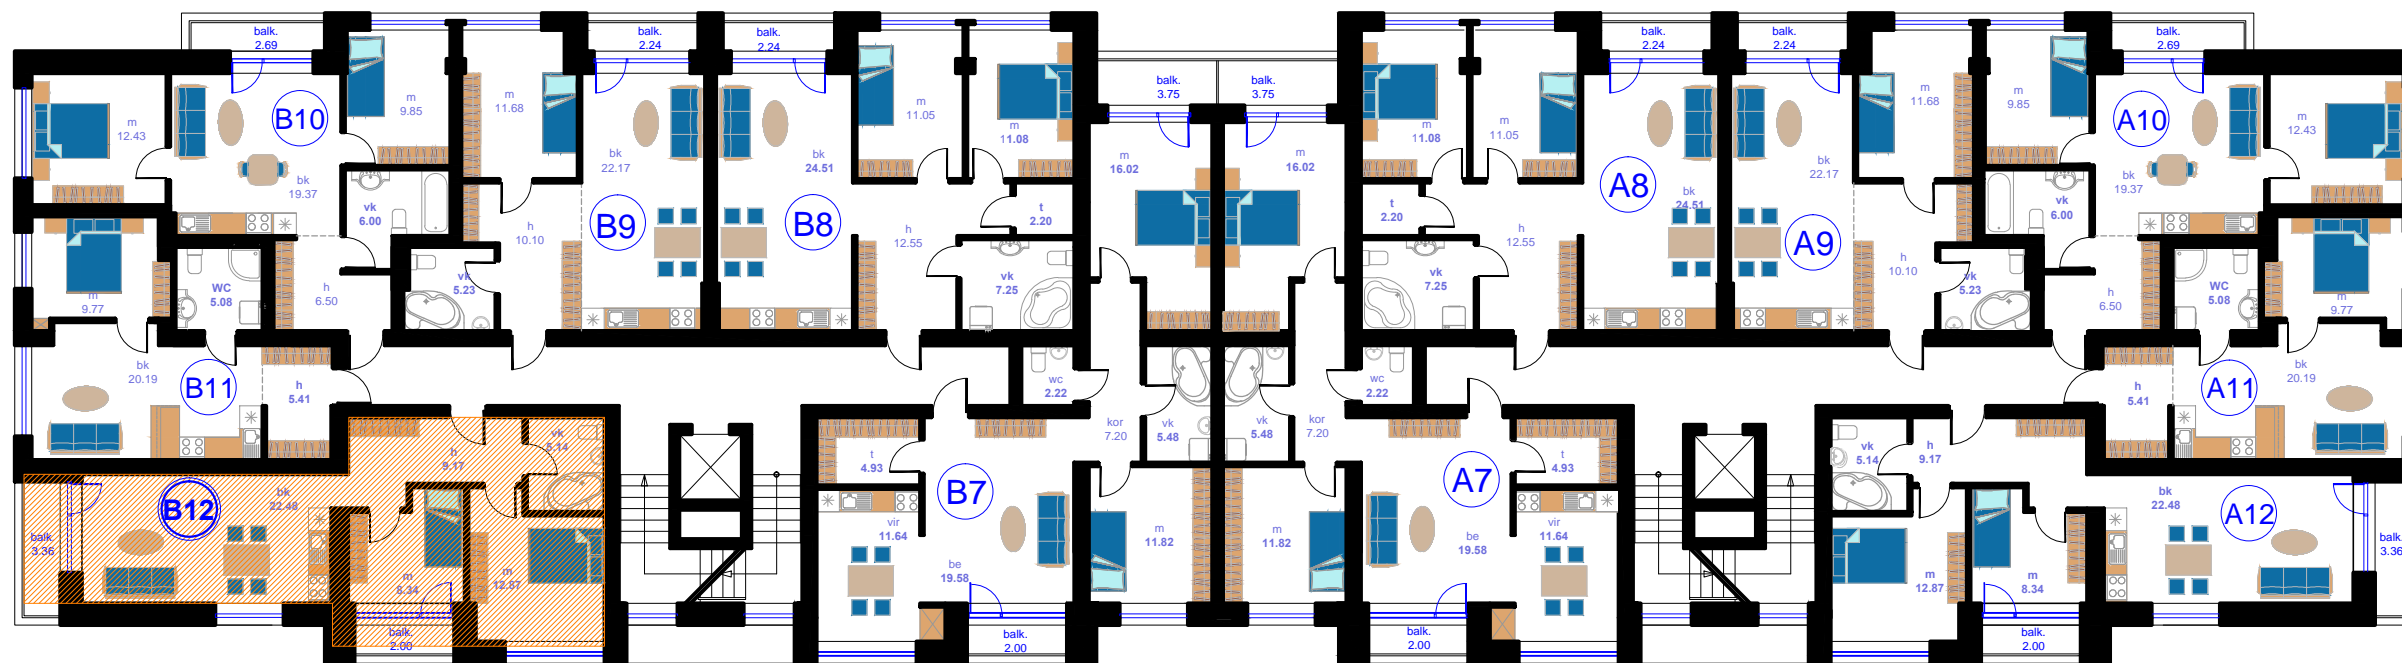 balk.
2.69
balk.
2.24
balk.
2.24
balk.
3.75
balk.
3.75
balk.
2.24
balk.
2.24
balk.
2.69
m
12.43
B10
bk
19.37
m
9.85
m
11.68
bk
22.17
B9
bk
24.51
B8
m
11.05
m
11.08
m
16.02
m
16.02
m
11.08
m
11.05
A8
bk
24.51
bk
22.17
A9
m
11.68
m
9.85
A10
bk
19.37
m
12.43
vk
6.00
h
10.10
h
12.55
t
2.20
t
2.20
h
12.55
h
10.10
vk
6.00
m
9.77
WC
5.08
h
6.50
vk
5.23
vk
7.25
vk
7.25
vk
5.23
h
6.50
WC
5.08
m
9.77
bk
20.19
B11
h
5.41
wc
2.22
wc
2.22
h
5.41
A11
bk
20.19
h
9.17
vk
5.14
t
4.93
kor
7.20
vk
5.48
vk
5.48
kor
7.20
t
4.93
vk
5.14
h
9.17
bk
22.48
B12
balk.
3.36
m
8.34
m
12.87
balk.
2.00
vir
11.64
B7
be
19.58
balk.
2.00
m
11.82
m
11.82
A7
be
19.58
balk.
2.00
vir
11.64
m
12.87
m
8.34
balk.
2.00
bk
22.48
A12
balk.
3.36